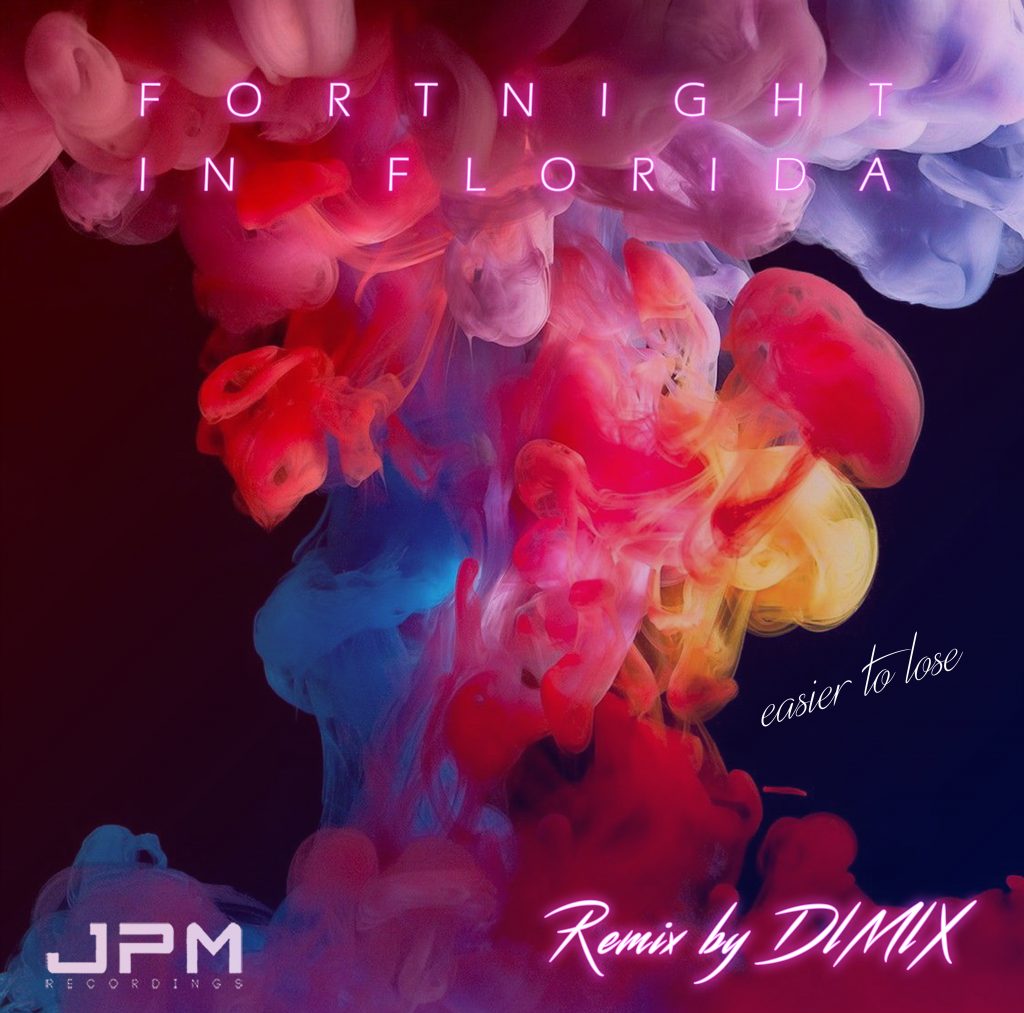 FORTNIGHT
IN FLORIDA
easier to lose
Remix by DIMIX
JPM
RECORDINGS